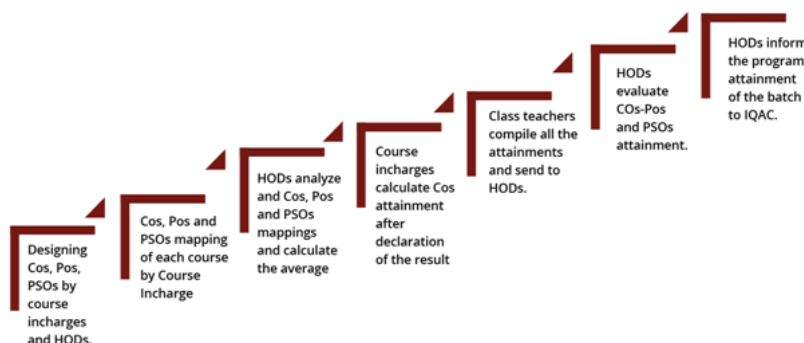 Designing
Cos, Pos,
PSOs by
course
incharges
and HODs.
Cos, Pos and
PSOs mapping
of each course
by Course
Incharge
HODs analyze
and Cos, Pos
and PSOs
mappings
and calculate
the average
Course
incharges
calculate Cos
attainment
after
declaration
of the result
Class teachers
compile all the
attainments
and send to
HODs.
HODs
evaluate
COs-Pos
and PSOs
attainment.
HODs inform
the program
attainment
of the batch
to IQAC.